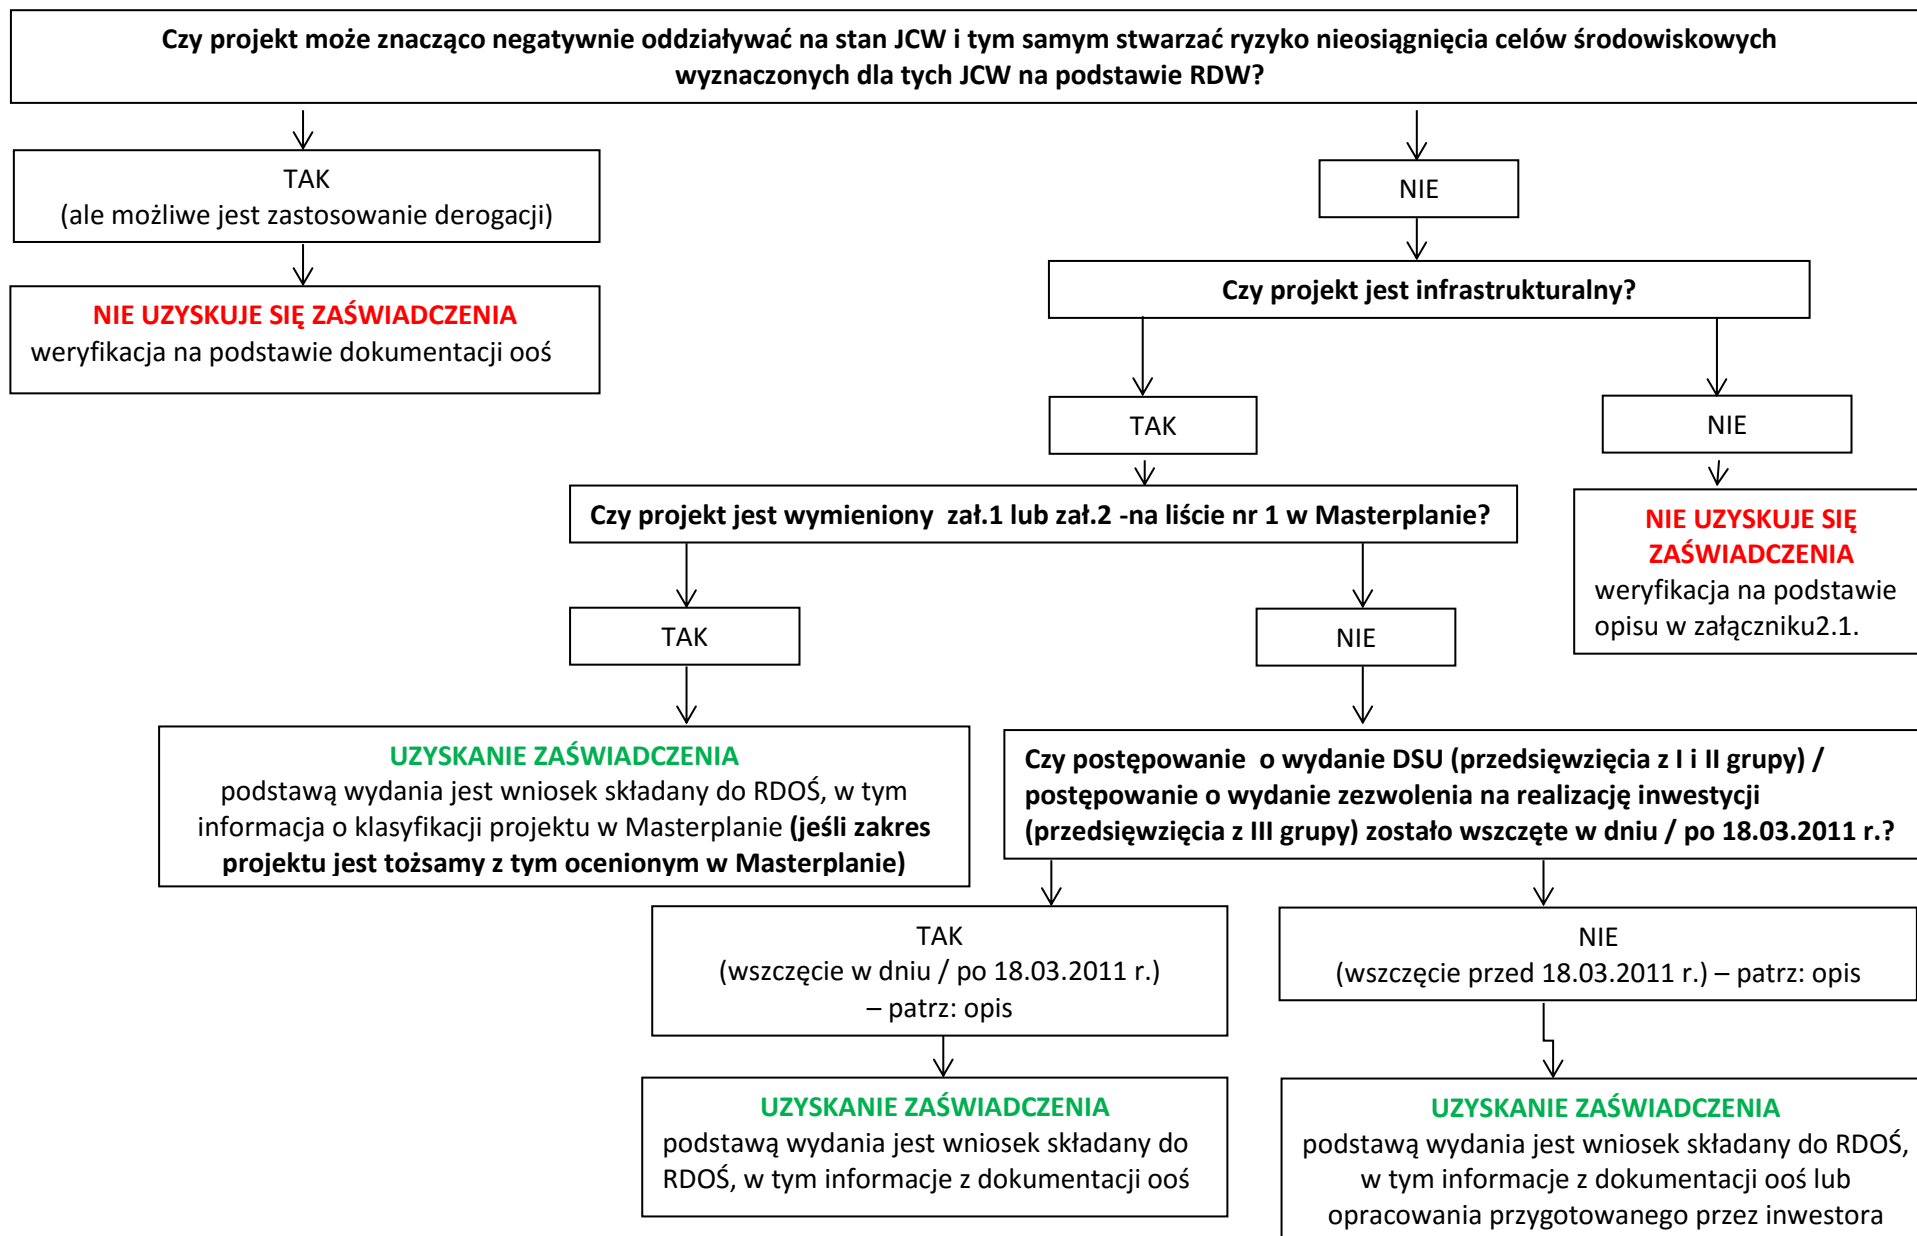 Czy projekt może znacząco negatywnie oddziaływać na stan JCW i tym samym stwarzać ryzyko nieosiągnięcia celów środowiskowych
wyznaczonych dla tych JCW na podstawie RDW?
TAK
(ale możliwe jest zastosowanie derogacji)
NIE
NIE UZYSKUJE SIĘ ZAŚWIADCZENIA
weryfikacja na podstawie dokumentacji ooś
Czy projekt jest infrastrukturalny?
TAK
NIE
Czy projekt jest wymieniony  zał.1 lub zał.2 -na liście nr 1 w Masterplanie?
NIE UZYSKUJE SIĘ
ZAŚWIADCZENIA
weryfikacja na podstawie
opisu w załączniku2.1.
TAK
NIE
UZYSKANIE ZAŚWIADCZENIA
podstawą wydania jest wniosek składany do RDOŚ, w tym
informacja o klasyfikacji projektu w Masterplanie (jeśli zakres
projektu jest tożsamy z tym ocenionym w Masterplanie)
Czy postępowanie  o wydanie DSU (przedsięwzięcia z I i II grupy) /
postępowanie o wydanie zezwolenia na realizację inwestycji
(przedsięwzięcia z III grupy) zostało wszczęte w dniu / po 18.03.2011 r.?
TAK
(wszczęcie w dniu / po 18.03.2011 r.)
– patrz: opis
NIE
(wszczęcie przed 18.03.2011 r.) – patrz: opis
UZYSKANIE ZAŚWIADCZENIA
podstawą wydania jest wniosek składany do
RDOŚ, w tym informacje z dokumentacji ooś
UZYSKANIE ZAŚWIADCZENIA
podstawą wydania jest wniosek składany do RDOŚ,
w tym informacje z dokumentacji ooś lub
opracowania przygotowanego przez inwestora